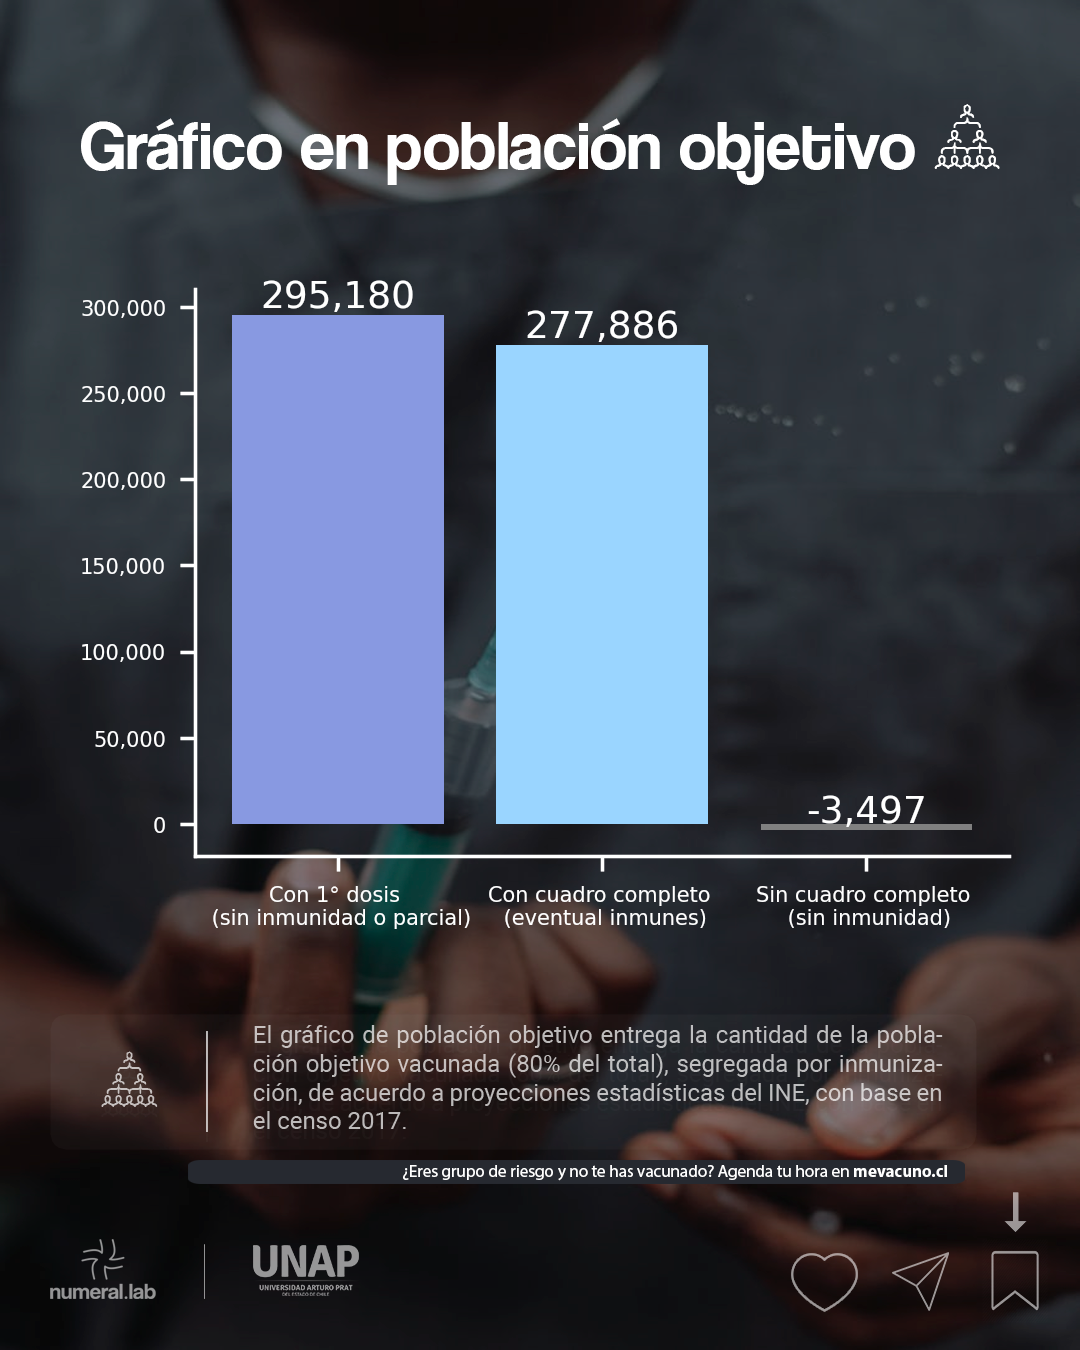 Gráfico en población objetivo
295,180
277,886
-3,497
300,000
250,000
200,000
150,000
100,000
50,000
0
Con 1° dosis
(sin inmunidad o parcial)
Con cuadro completo
(eventual inmunes)
Sin cuadro completo
(sin inmunidad)
El gráfico de población objetivo entrega la cantidad de la pobla-
ción objetivo vacunada (80% del total), segregada por inmuniza-
ción, de acuerdo a proyecciones estadísticas del INE, con base en
el censo 2017.
¿Eres grupo de riesgo y no te has vacunado? Agenda tu hora en mevacuno.cl
numeral.lab
UNAP
UNIVERSIDAD ARTURO PRAT
DEL ESTADO DE CHILE